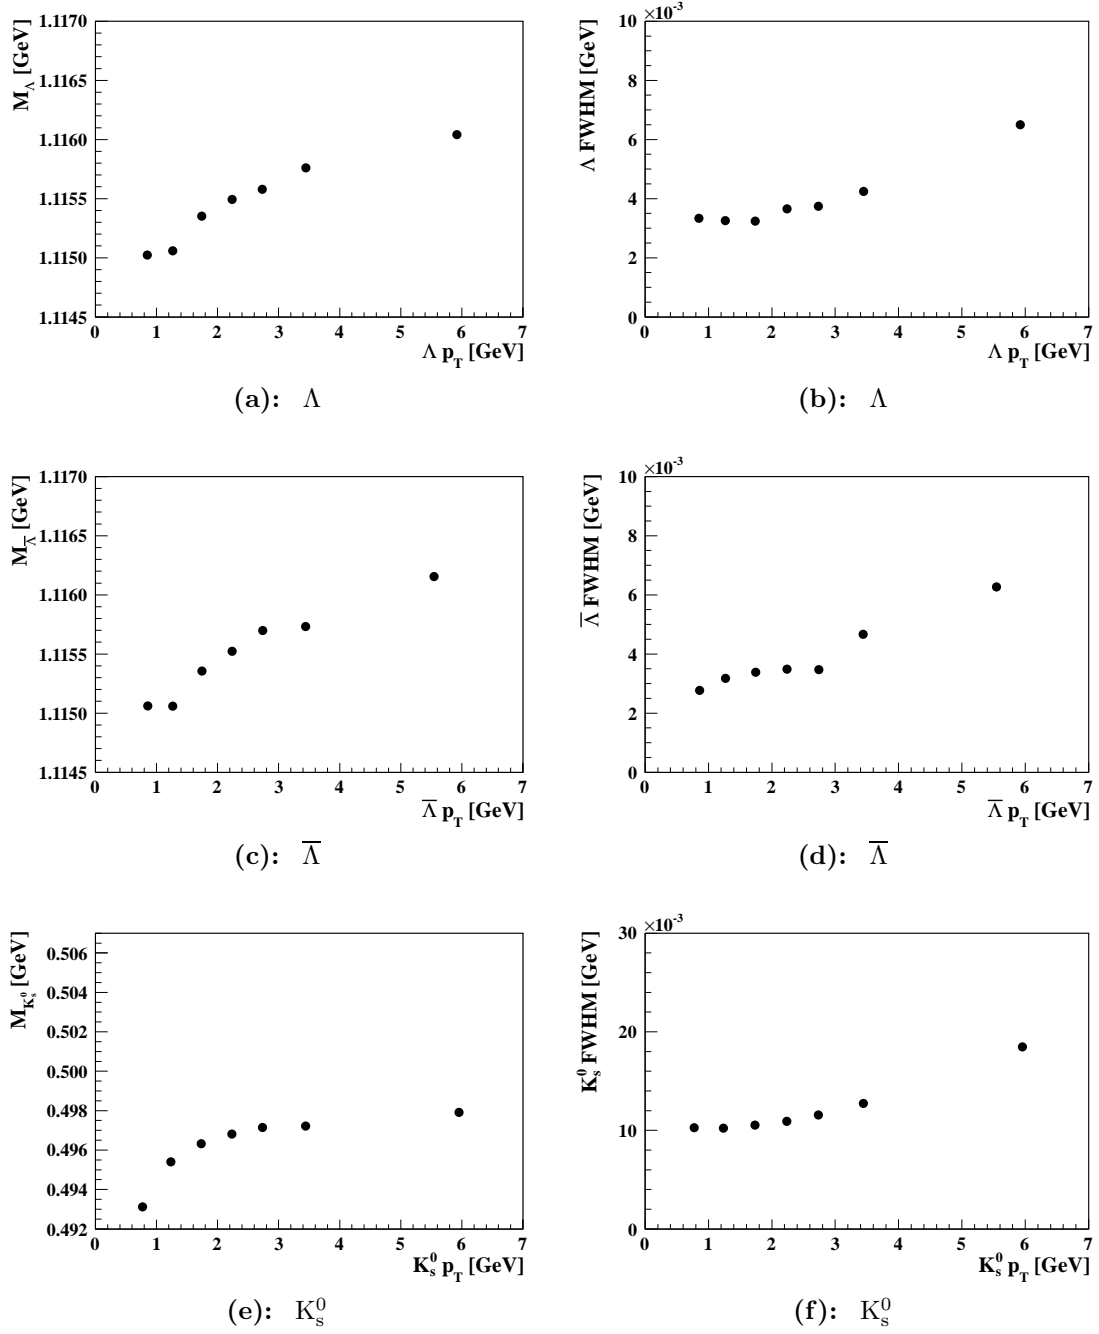 M_Λ [GeV]
1.1170
1.1165
1.1160
1.1155
1.1150
1.1145
0 1 2 3 4 5 6 7
Λ p_T [GeV]
(a): Λ
×10^-3
Λ FWHM [GeV]
10
8
6
4
2
0
0 1 2 3 4 5 6 7
Λ p_T [GeV]
(b): Λ
M_Λ̅ [GeV]
1.1170
1.1165
1.1160
1.1155
1.1150
1.1145
0 1 2 3 4 5 6 7
Λ̅ p_T [GeV]
(c): Λ̅
×10^-3
Λ̅ FWHM [GeV]
10
8
6
4
2
0
0 1 2 3 4 5 6 7
Λ̅ p_T [GeV]
(d): Λ̅
M_K_s^0 [GeV]
0.506
0.504
0.502
0.500
0.498
0.496
0.494
0.492
0 1 2 3 4 5 6 7
K_s^0 p_T [GeV]
(e): K_s^0
×10^-3
K_s^0 FWHM [GeV]
30
20
10
0
0 1 2 3 4 5 6 7
K_s^0 p_T [GeV]
(f): K_s^0